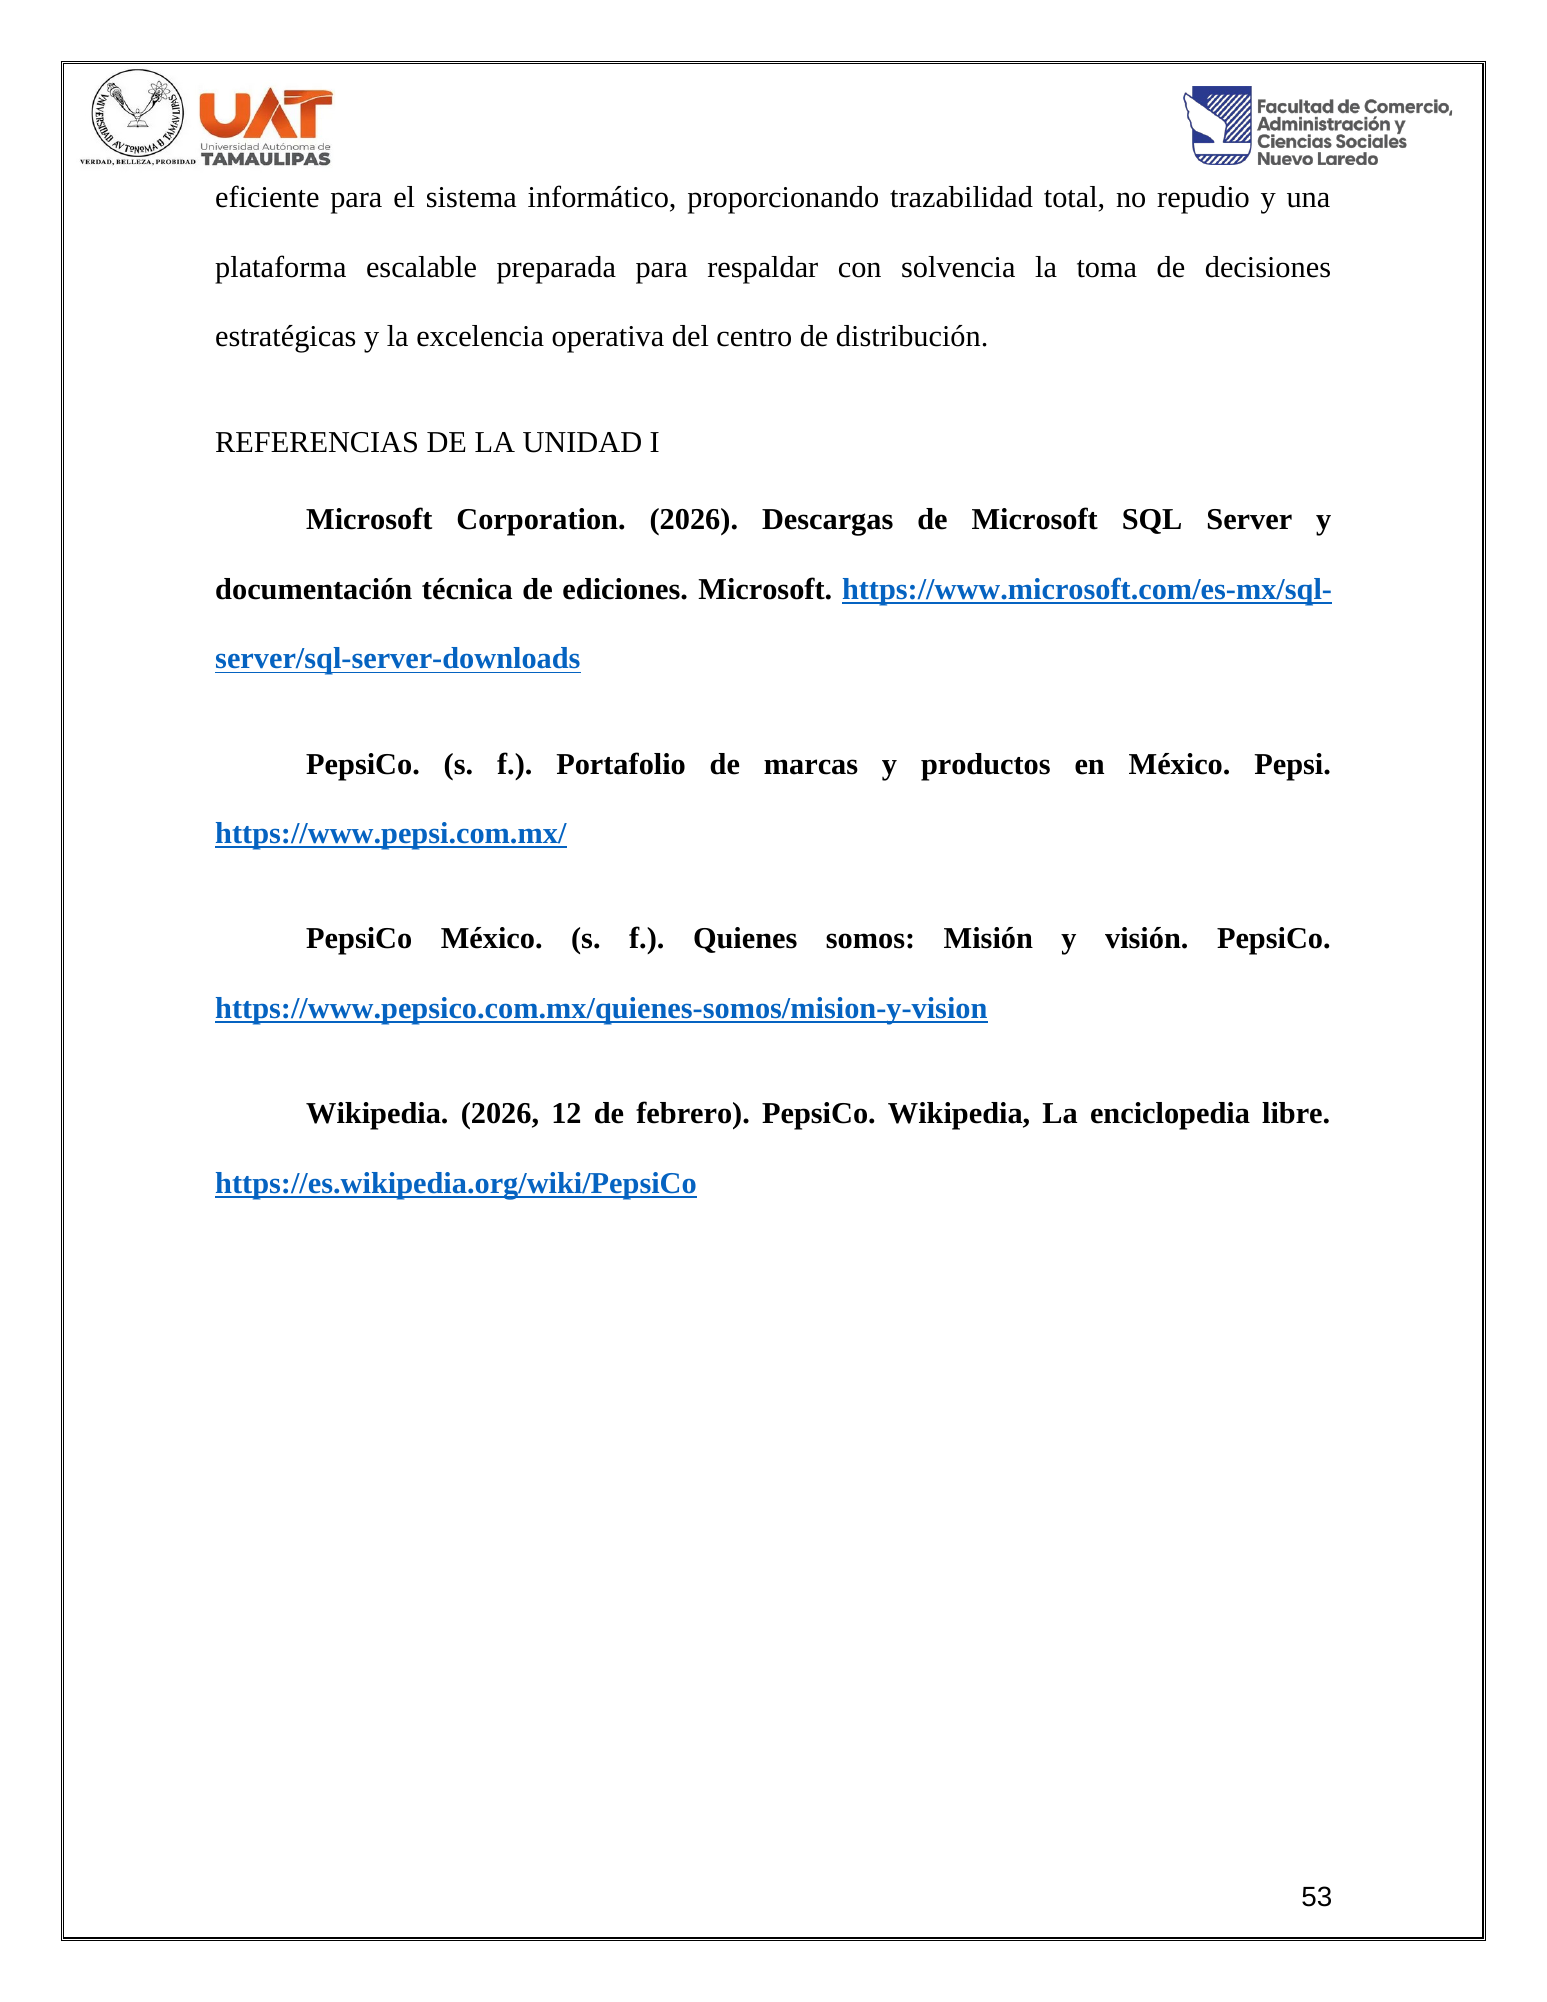 UNIVERSIDAD AVTONOMA D TAMAVLIPAS
VERDAD, BELLEZA, PROBIDAD
UAT
Universidad Autónoma de
TAMAULIPAS
Facultad de Comercio,
Administración y
Ciencias Sociales
Nuevo Laredo
eficiente para el sistema informático, proporcionando trazabilidad total, no repudio y una
plataforma escalable preparada para respaldar con solvencia la toma de decisiones
estratégicas y la excelencia operativa del centro de distribución.
REFERENCIAS DE LA UNIDAD I
Microsoft Corporation. (2026). Descargas de Microsoft SQL Server y
documentación técnica de ediciones. Microsoft. https://www.microsoft.com/es-mx/sql-
server/sql-server-downloads
PepsiCo. (s. f.). Portafolio de marcas y productos en México. Pepsi.
https://www.pepsi.com.mx/
PepsiCo México. (s. f.). Quienes somos: Misión y visión. PepsiCo.
https://www.pepsico.com.mx/quienes-somos/mision-y-vision
Wikipedia. (2026, 12 de febrero). PepsiCo. Wikipedia, La enciclopedia libre.
https://es.wikipedia.org/wiki/PepsiCo
53